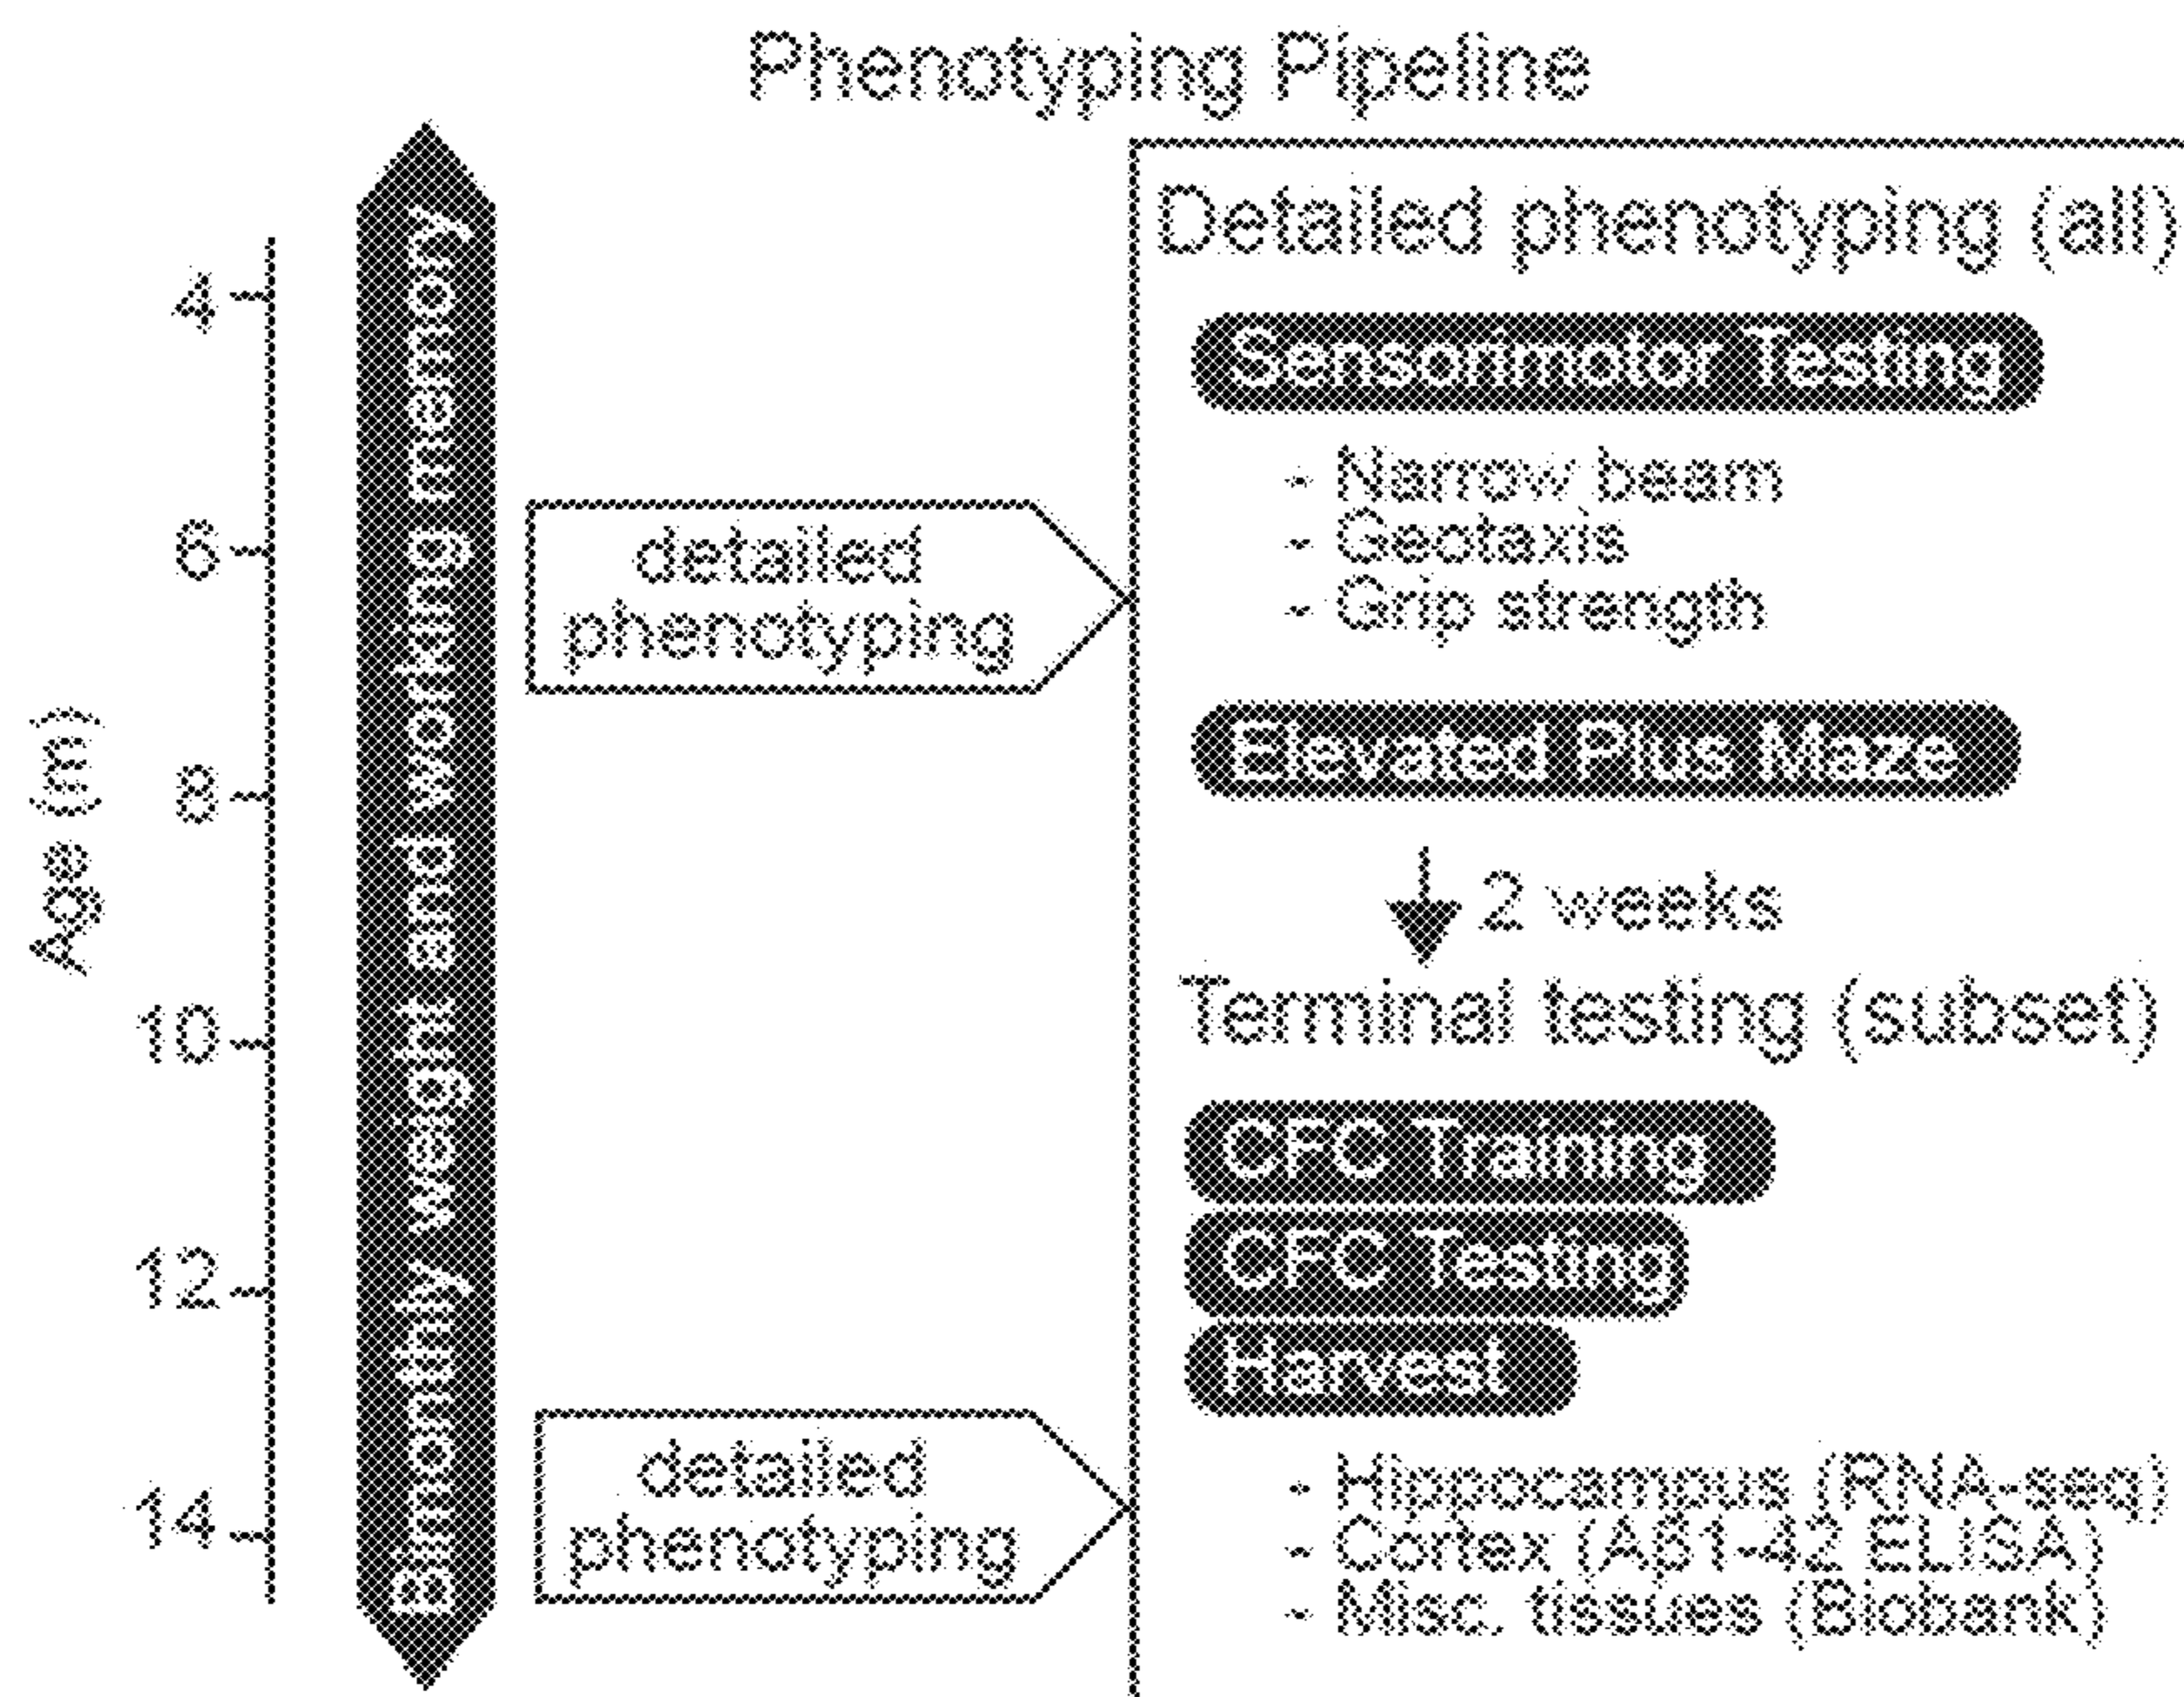 Phenotyping Pipeline
Age (m)
4
6
8
10
12
14
Bimonthly weight and working memory
detailed
phenotyping
detailed
phenotyping
Detailed phenotyping (all)
Sensorimotor Testing
- Narrow beam
- Geotaxis
- Grip strength
Elevated Plus Maze
2 weeks
Terminal testing (subset)
CFC Training
CFC Testing
Harvest
- Hippocampus (RNA-seq)
- Cortex (Aβ1-42 ELISA)
- Misc. tissues (Biobank)